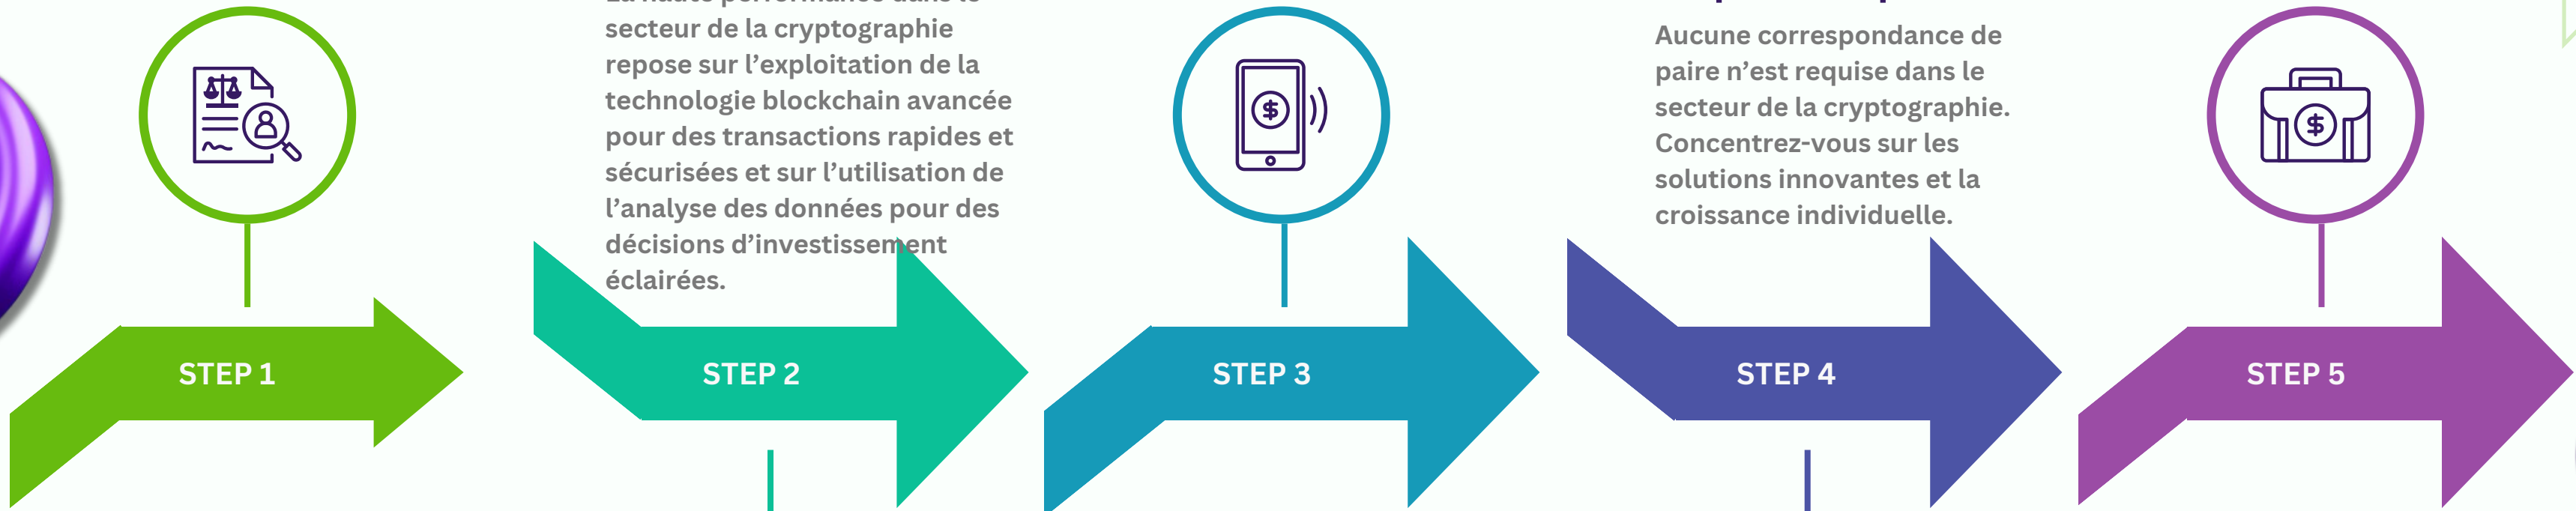 secteur de la cryptographie
repose sur l’exploitation de la
technologie blockchain avancée
pour des transactions rapides et
sécurisées et sur l’utilisation de
l’analyse des données pour des
décisions d’investissement
éclairées.
Aucune correspondance de
paire n’est requise dans le
secteur de la cryptographie.
Concentrez-vous sur les
solutions innovantes et la
croissance individuelle.
STEP 1
STEP 2
STEP 3
STEP 4
STEP 5